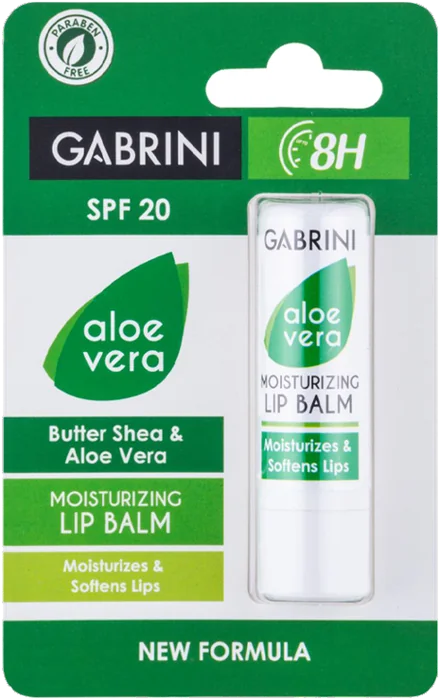 PARABEN
FREE
GABRINI
8H
SPF 20
aloe
vera
Butter Shea &
Aloe Vera
MOISTURIZING
LIP BALM
Moisturizes &
Softens Lips
GABRINI
aloe
vera
MOISTURIZING
LIP BALM
Moisturizes &
Softens Lips
NEW FORMULA